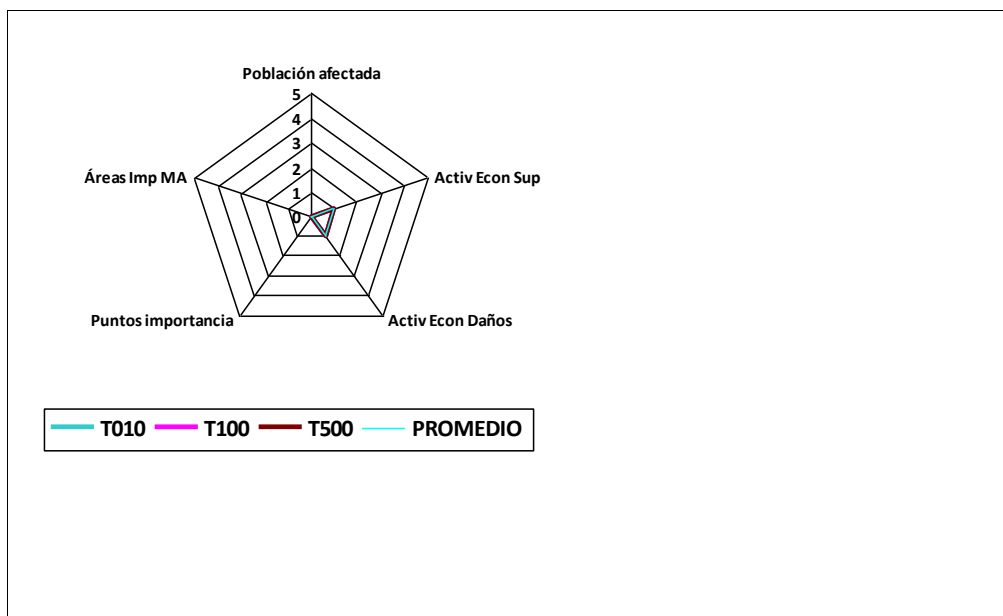 Población afectada
5
4
3
2
1
0
Áreas Imp MA
Activ Econ Sup
Puntos importancia
Activ Econ Daños
T010 T100 T500 PROMEDIO